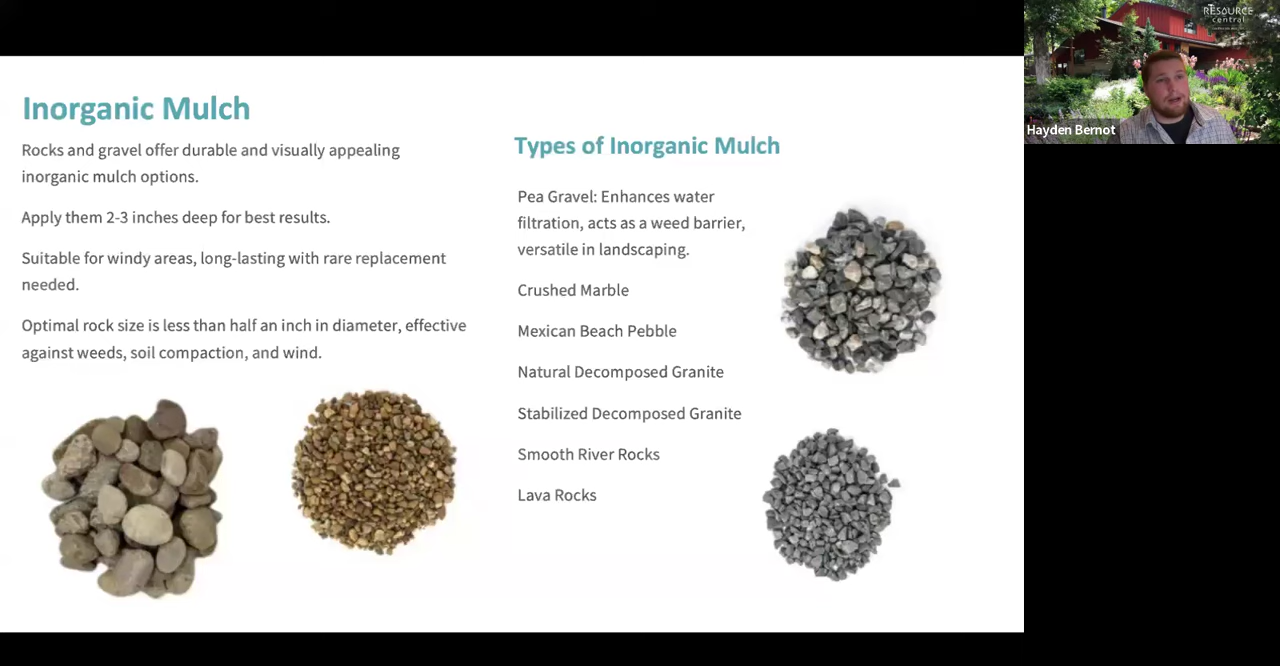 Inorganic Mulch
Rocks and gravel offer durable and visually appealing
inorganic mulch options.
Apply them 2-3 inches deep for best results.
Suitable for windy areas, long-lasting with rare replacement
needed.
Optimal rock size is less than half an inch in diameter, effective
against weeds, soil compaction, and wind.
Types of Inorganic Mulch
Pea Gravel: Enhances water
filtration, acts as a weed barrier,
versatile in landscaping.
Crushed Marble
Mexican Beach Pebble
Natural Decomposed Granite
Stabilized Decomposed Granite
Smooth River Rocks
Lava Rocks
RESOURCE
central
Hayden Bernot